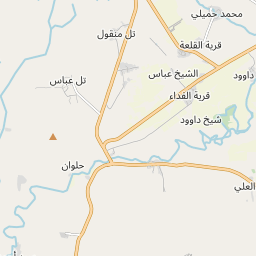 محمد حميلي
تل منقول
قرية القلعة
الشيخ عباس
داوود
تل عباس
قرية الفداء
شيخ داوود
حلوان
العلي